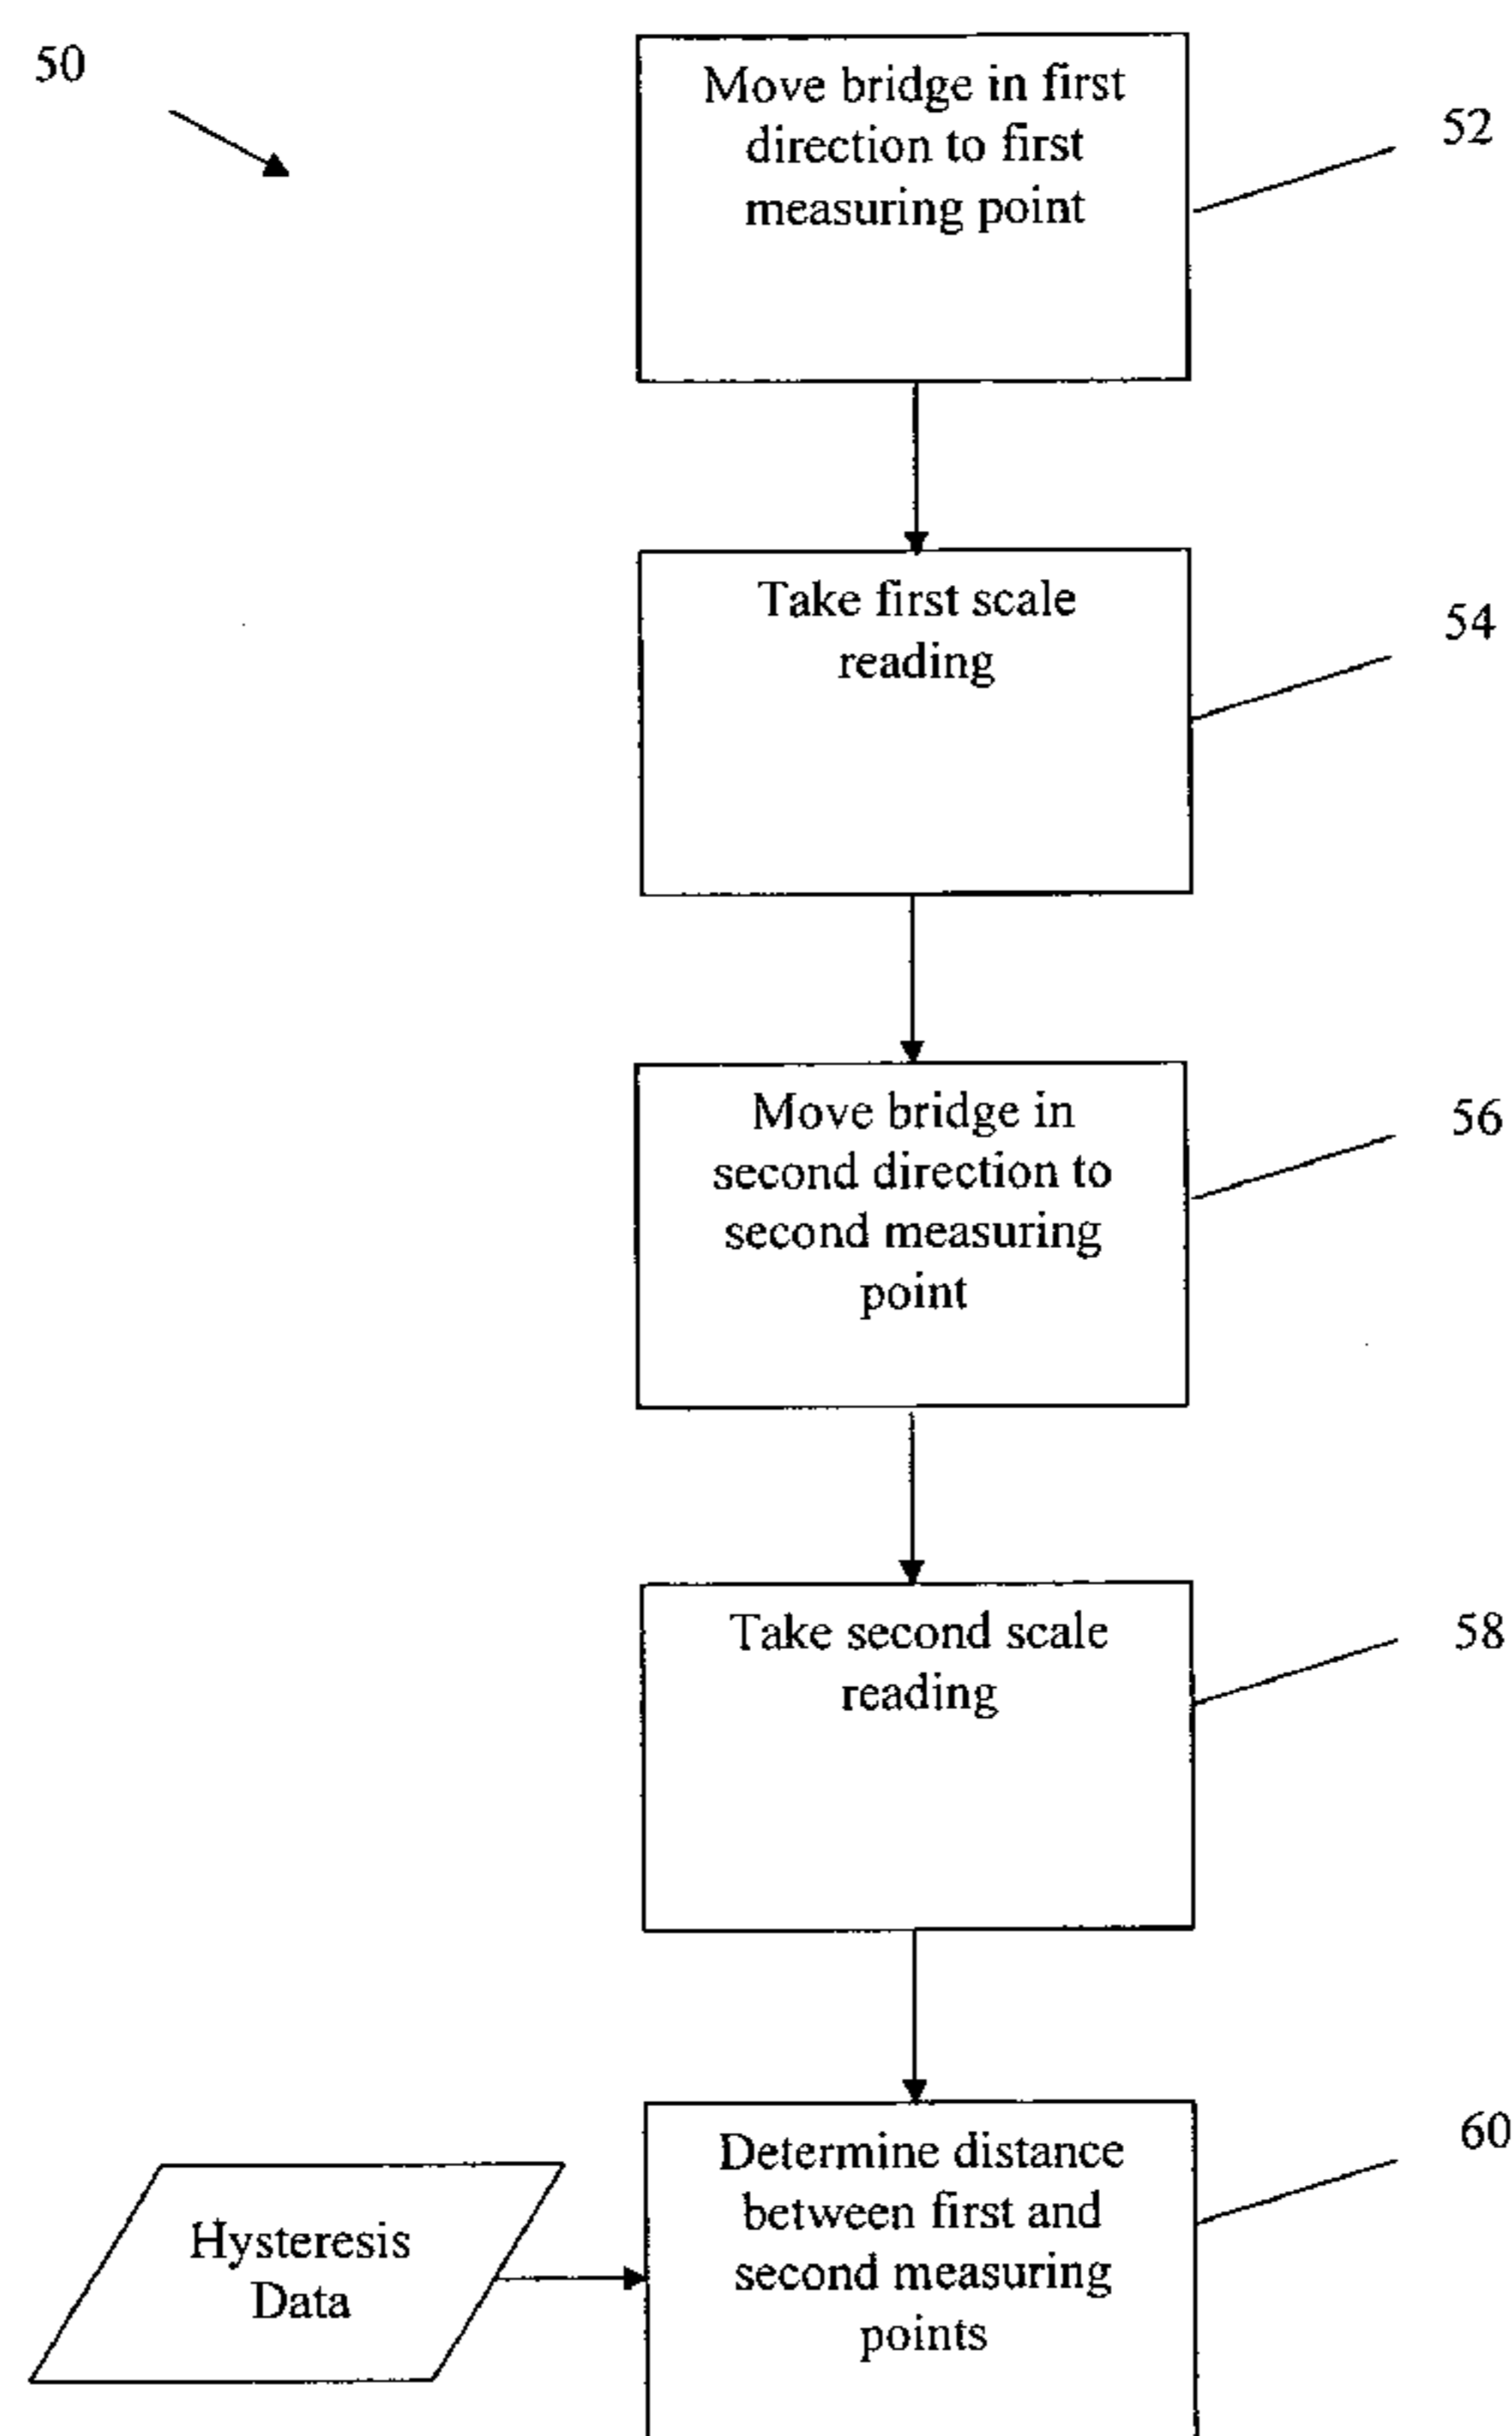 50
Move bridge in first
direction to first
measuring point
52
Take first scale
reading
54
Move bridge in
second direction to
second measuring
point
56
Take second scale
reading
58
Determine distance
between first and
second measuring
points
60
Hysteresis
Data